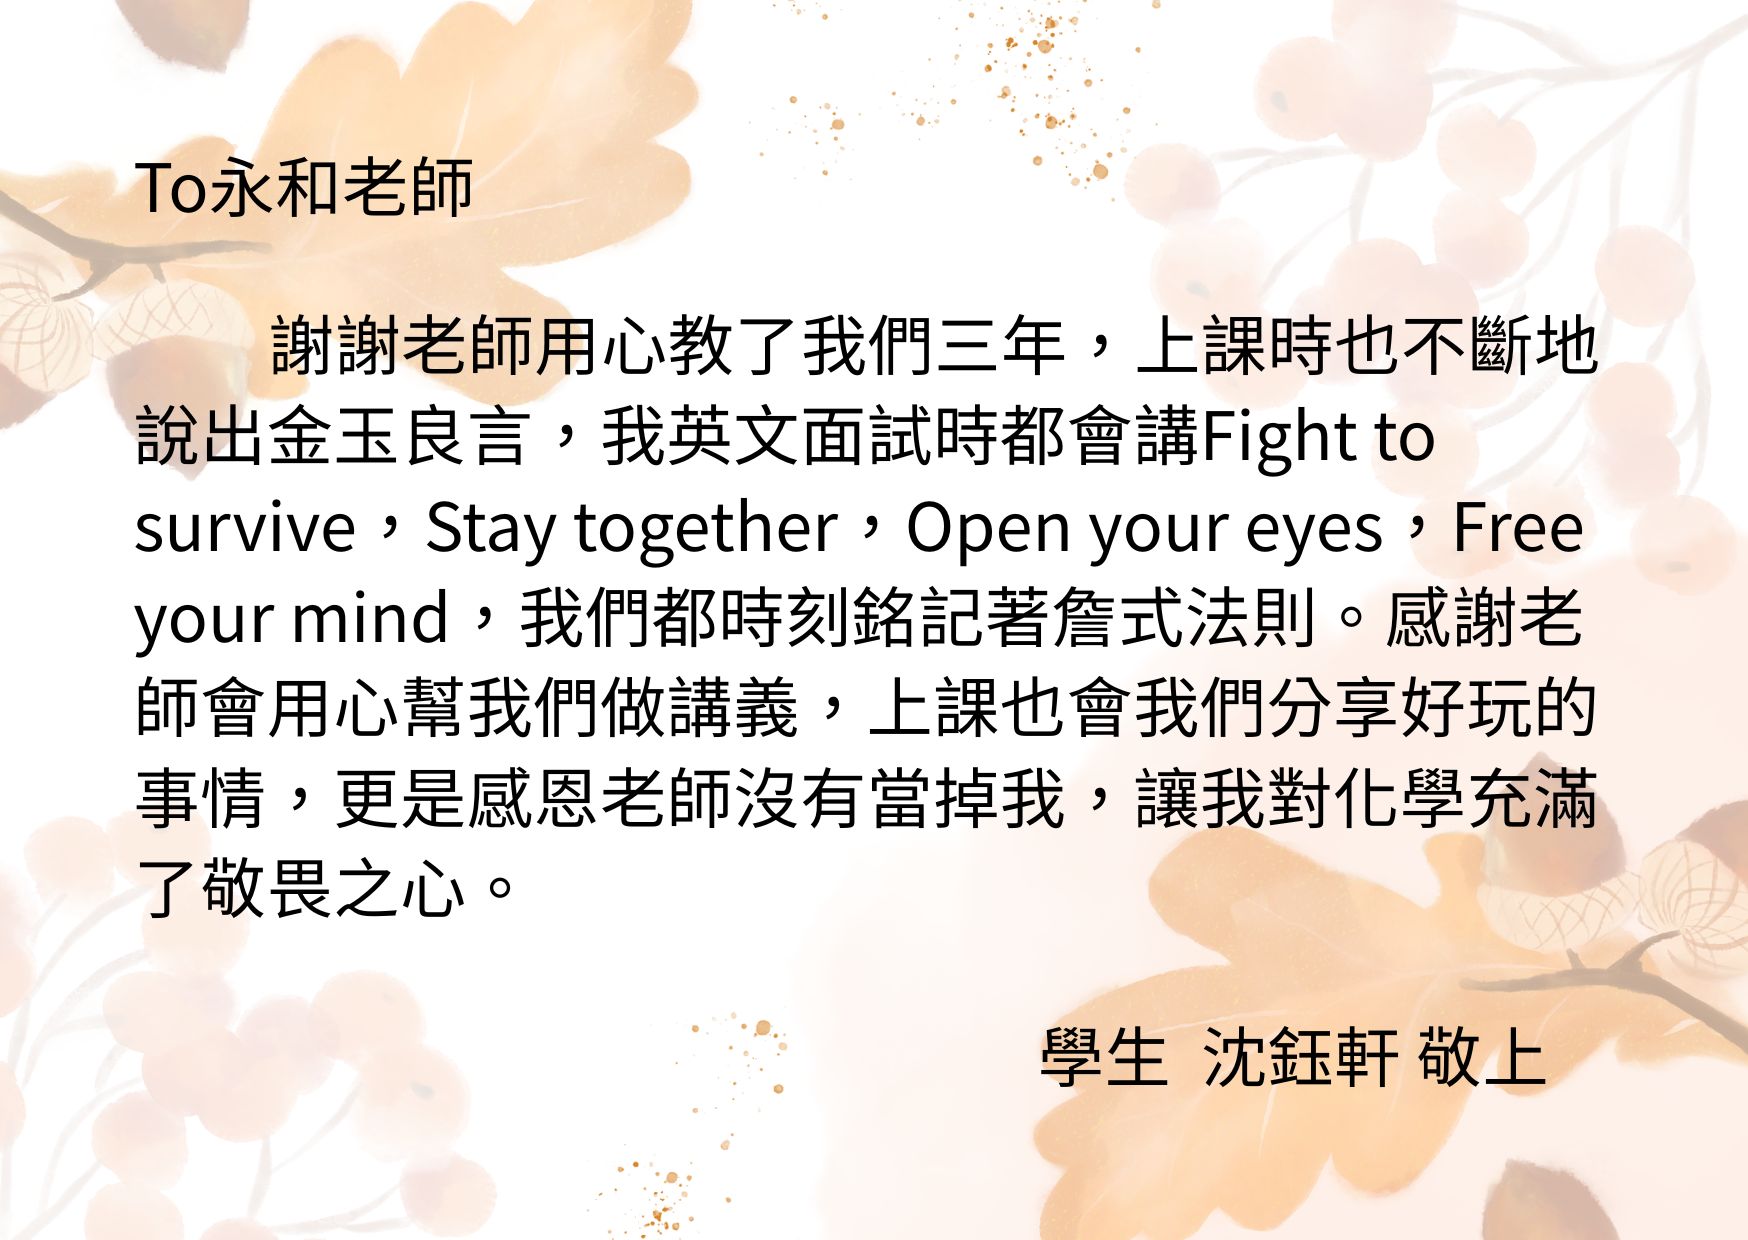 To永和老師
謝謝老師用心教了我們三年，上課時也不斷地
說出金玉良言，我英文面試時都會講Fight to
survive，Stay together，Open your eyes，Free
your mind，我們都時刻銘記著詹式法則。感謝老
師會用心幫我們做講義，上課也會我們分享好玩的
事情，更是感恩老師沒有當掉我，讓我對化學充滿
了敬畏之心。
學生 沈鈺軒 敬上